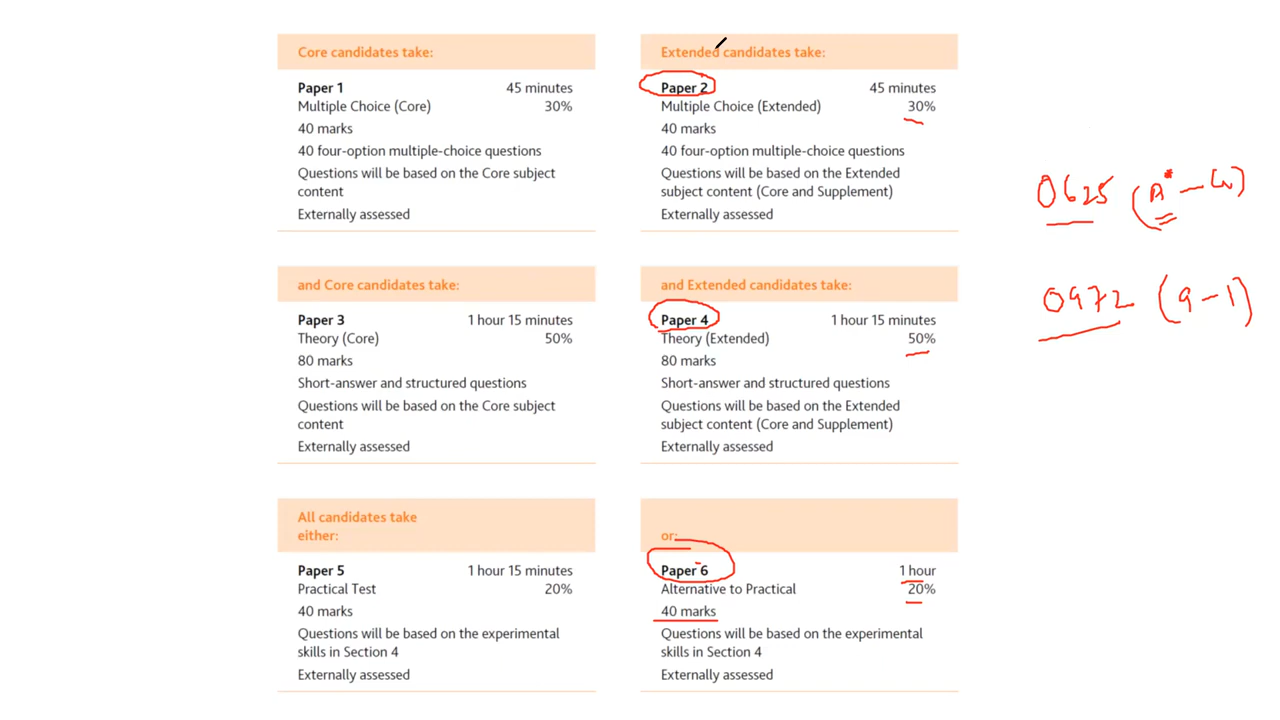 Core candidates take:
Paper 1 45 minutes
Multiple Choice (Core) 30%
40 marks
40 four-option multiple-choice questions
Questions will be based on the Core subject
content
Externally assessed
Extended candidates take:
Paper 2 45 minutes
Multiple Choice (Extended) 30%
40 marks
40 four-option multiple-choice questions
Questions will be based on the Extended
subject content (Core and Supplement)
Externally assessed
and Core candidates take:
Paper 3 1 hour 15 minutes
Theory (Core) 50%
80 marks
Short-answer and structured questions
Questions will be based on the Core subject
content
Externally assessed
and Extended candidates take:
Paper 4 1 hour 15 minutes
Theory (Extended) 50%
80 marks
Short-answer and structured questions
Questions will be based on the Extended
subject content (Core and Supplement)
Externally assessed
All candidates take
either:
Paper 5 1 hour 15 minutes
Practical Test 20%
40 marks
Questions will be based on the experimental
skills in Section 4
Externally assessed
or:
Paper 6 1 hour
Alternative to Practical 20%
40 marks
Questions will be based on the experimental
skills in Section 4
Externally assessed
0625 (A* –
0972 (9-1)